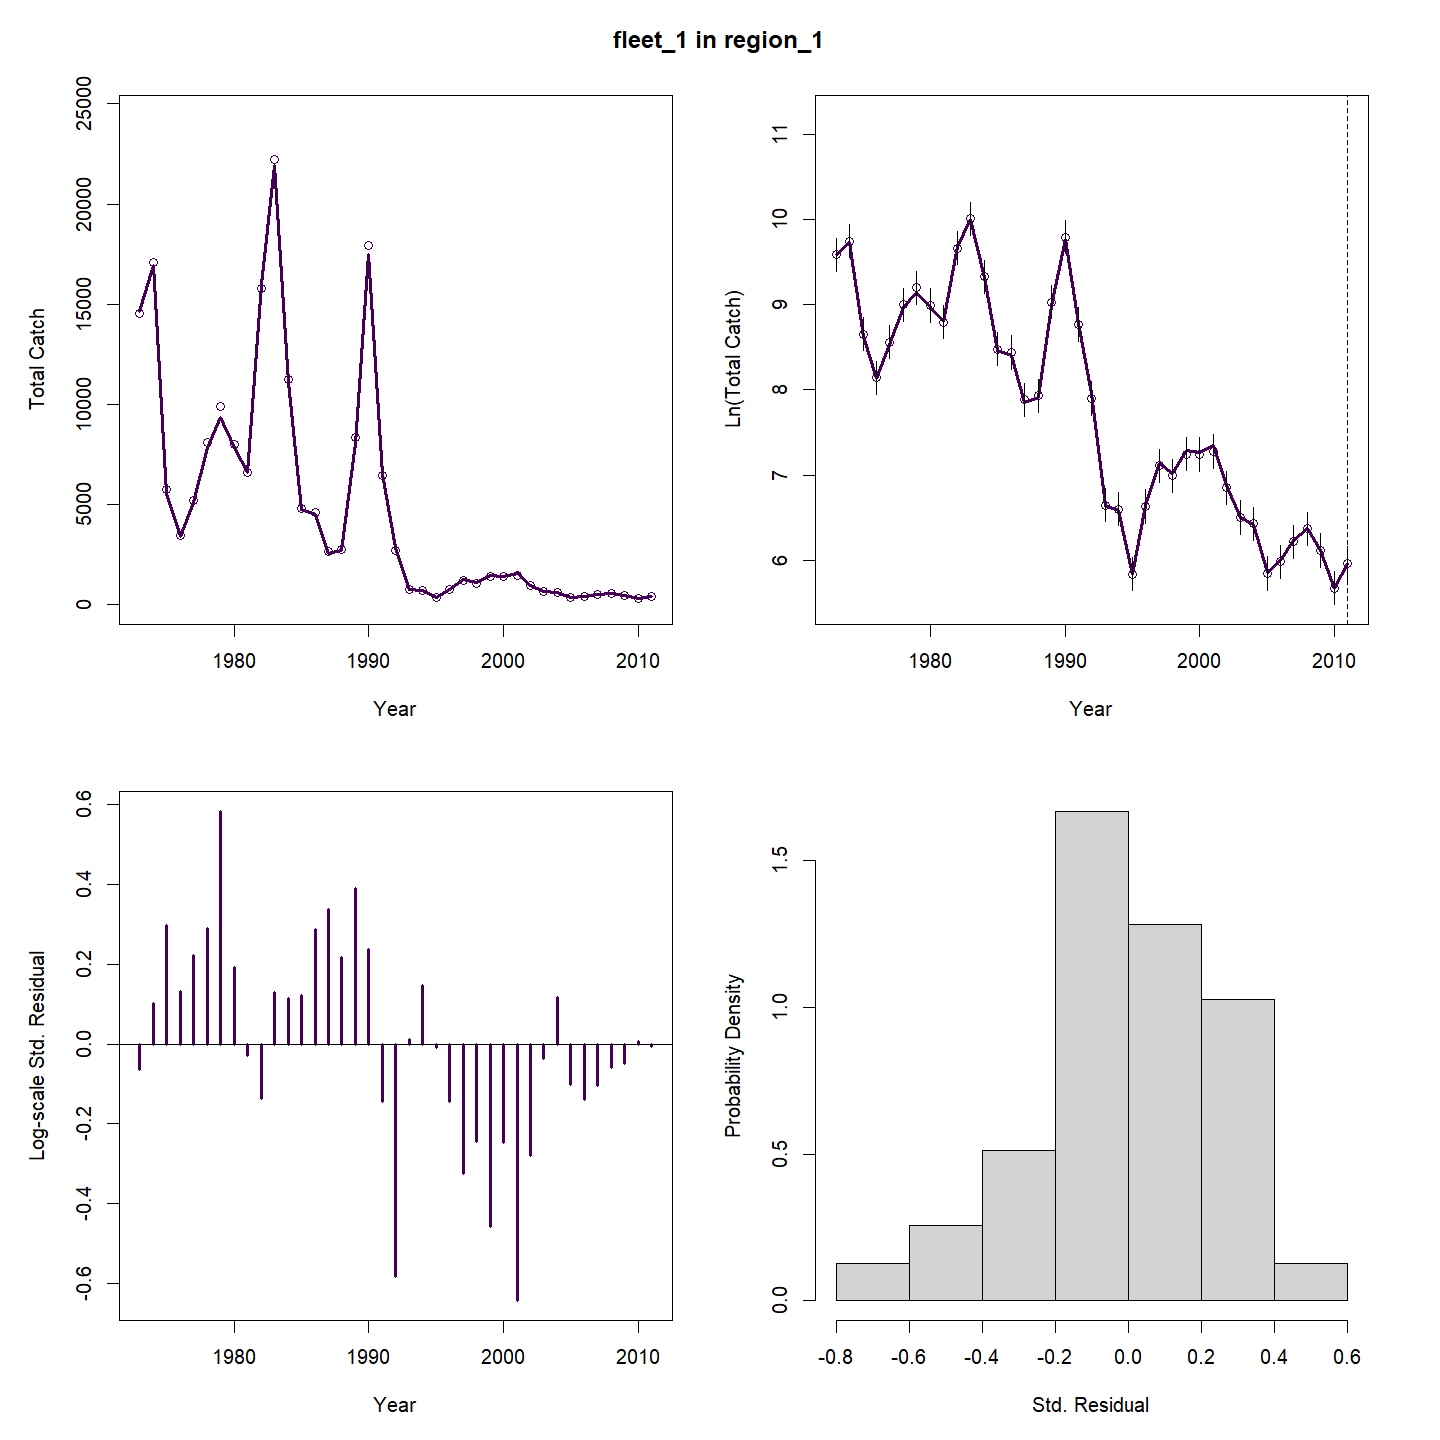 fleet_1 in region_1
Total Catch
25000
20000
15000
10000
5000
0
1980 1990 2000 2010
Year
Ln(Total Catch)
11
10
9
8
7
6
1980 1990 2000 2010
Year
Log-scale Std. Residual
0.6
0.4
0.2
0.0
-0.2
-0.4
-0.6
1980 1990 2000 2010
Year
Probability Density
1.5
1.0
0.5
0.0
-0.8 -0.6 -0.4 -0.2 0.0 0.2 0.4 0.6
Std. Residual